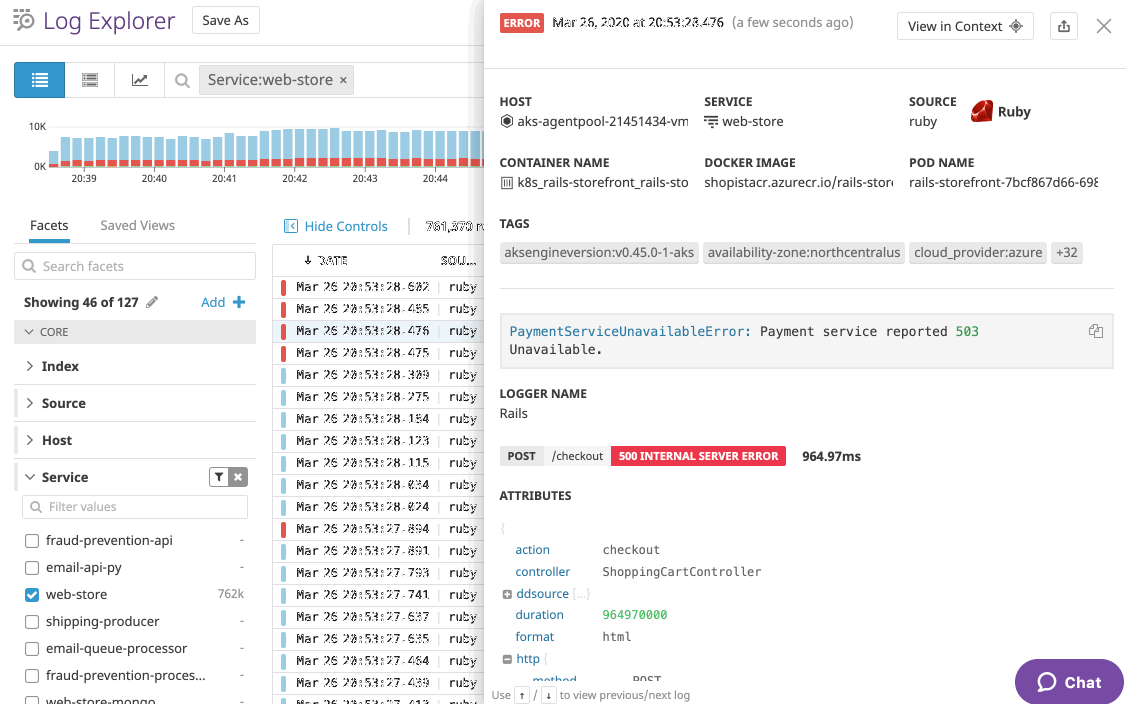 Log Explorer
Save As
Service:web-store ×
10K
0K
20:39 20:40 20:41 20:42 20:43 20:44
Facets Saved Views
Search facets
Showing 46 of 127
Add
CORE
Index
Source
Host
Service
Filter values
fraud-prevention-api -
email-api-py -
web-store 762k
shipping-producer -
email-queue-processor -
fraud-prevention-proces... -
web-store-mongo
Hide Controls
DATE SOU...
Mar 26 20:53:28.602 ruby
Mar 26 20:53:28.485 ruby
Mar 26 20:53:28.476 ruby
Mar 26 20:53:28.475 ruby
Mar 26 20:53:28.309 ruby
Mar 26 20:53:28.275 ruby
Mar 26 20:53:28.184 ruby
Mar 26 20:53:28.123 ruby
Mar 26 20:53:28.115 ruby
Mar 26 20:53:28.034 ruby
Mar 26 20:53:28.024 ruby
Mar 26 20:53:27.894 ruby
Mar 26 20:53:27.891 ruby
Mar 26 20:53:27.793 ruby
Mar 26 20:53:27.741 ruby
Mar 26 20:53:27.637 ruby
Mar 26 20:53:27.635 ruby
Mar 26 20:53:27.464 ruby
Mar 26 20:53:27.439 ruby
ERROR Mar 26, 2020 at 20:53:28.476 (a few seconds ago)
View in Context
HOST
aks-agentpool-21451434-vm
SERVICE
web-store
SOURCE
ruby
Ruby
CONTAINER NAME
k8s_rails-storefront_rails-sto
DOCKER IMAGE
shopistacr.azurecr.io/rails-store
POD NAME
rails-storefront-7bcf867d66-698
TAGS
aksengineversion:v0.45.0-1-aks availability-zone:northcentralus cloud_provider:azure +32
PaymentServiceUnavailableError: Payment service reported 503
Unavailable.
LOGGER NAME
Rails
POST /checkout 500 INTERNAL SERVER ERROR 964.97ms
ATTRIBUTES
{
action checkout
controller ShoppingCartController
ddsource [...]
duration 964970000
format html
http {
method POST
Use ↑ / ↓ to view previous/next log
Chat